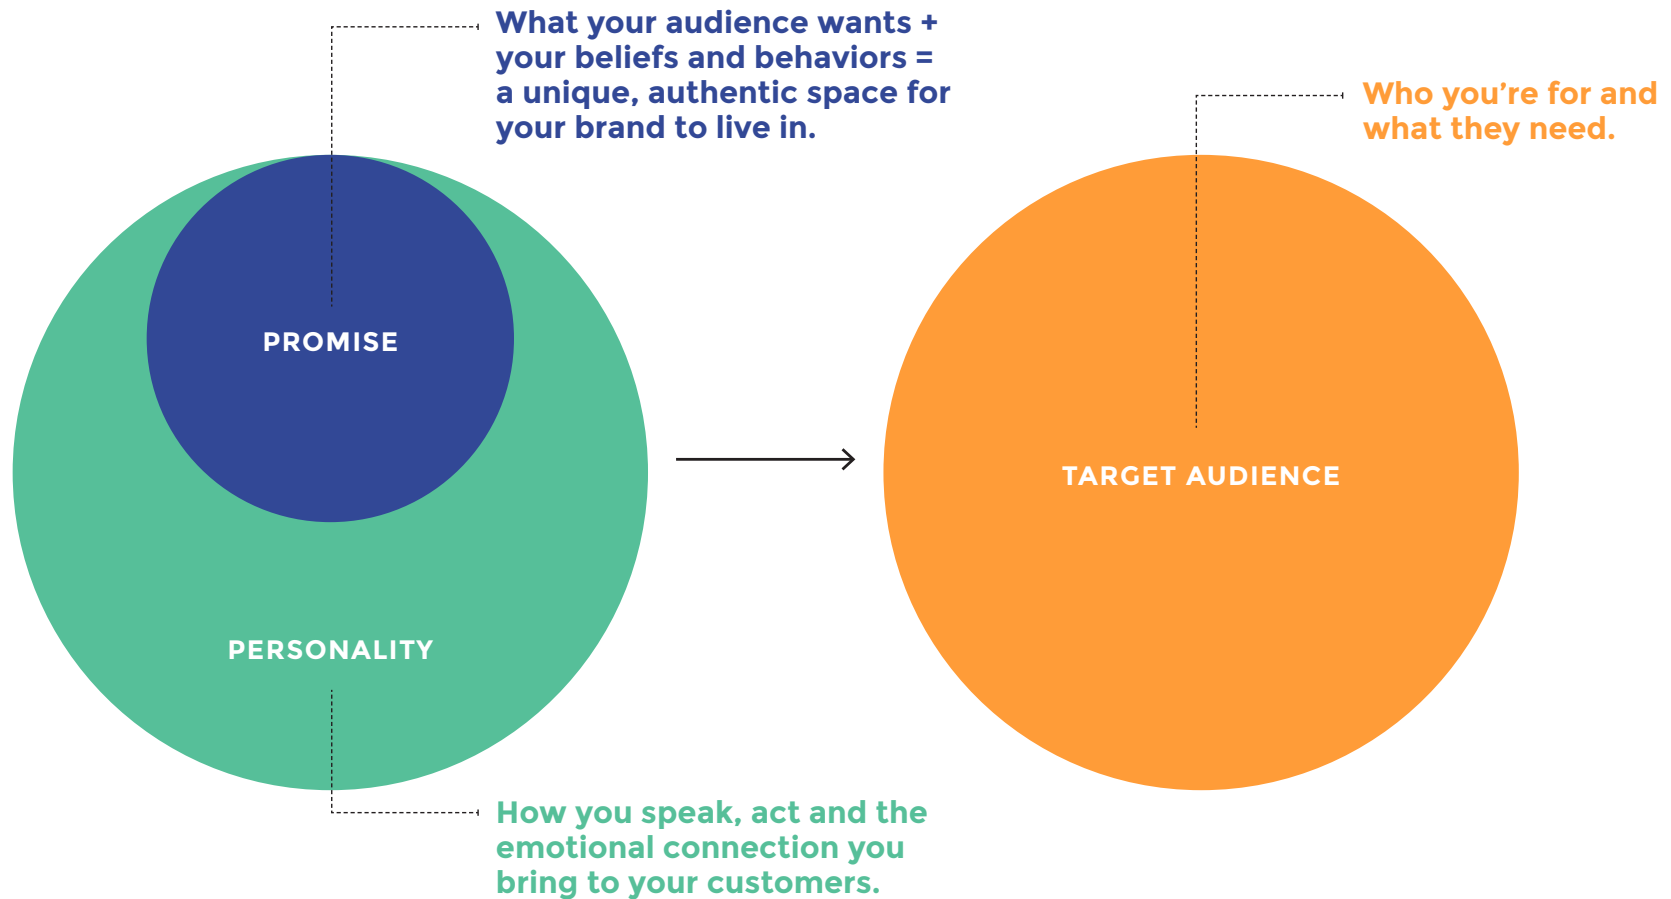 What your audience wants +
your beliefs and behaviors =
a unique, authentic space for
your brand to live in.
Who you’re for and
what they need.
PROMISE
TARGET AUDIENCE
PERSONALITY
How you speak, act and the
emotional connection you
bring to your customers.